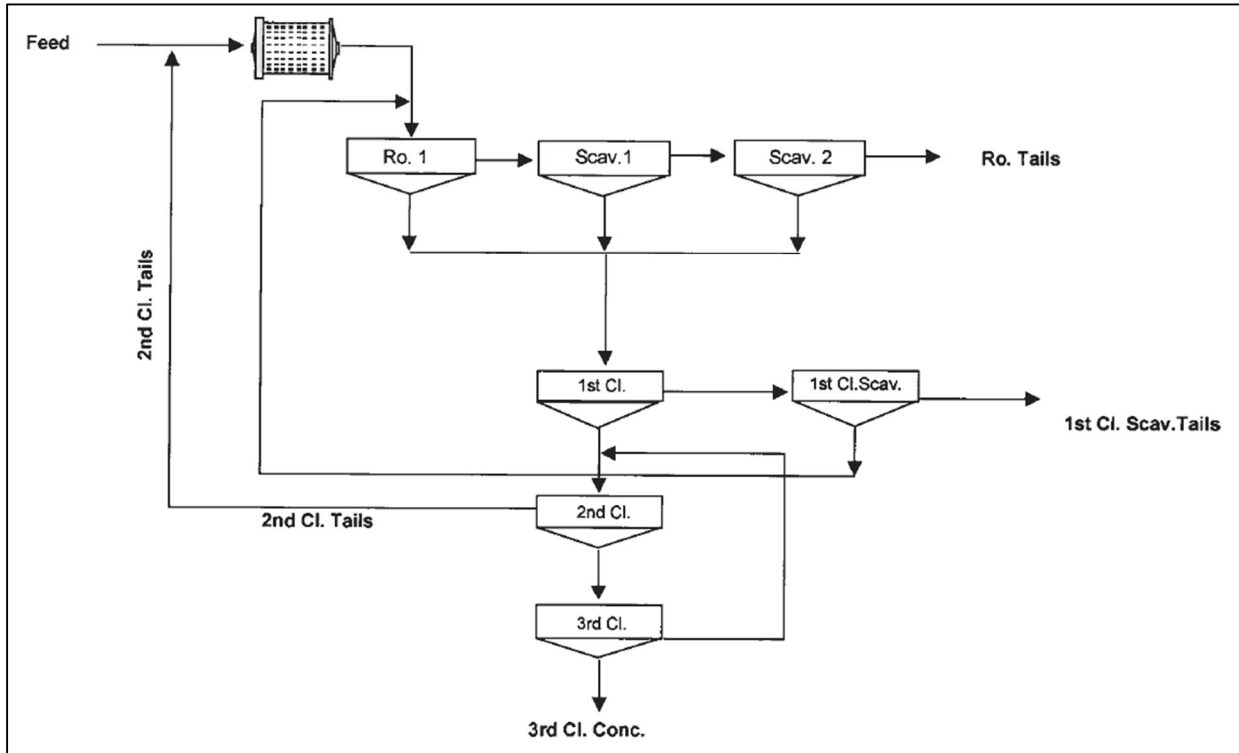 Feed
Ro. 1
Scav.1
Scav. 2
Ro. Tails
2nd Cl. Tails
1st Cl.
1st Cl.Scav.
1st Cl. Scav.Tails
2nd Cl.
2nd Cl. Tails
3rd Cl.
3rd Cl. Conc.